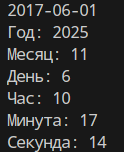 2017-06-01
Год: 2025
Месяц: 11
День: 6
Час: 10
Минута: 17
Секунда: 14